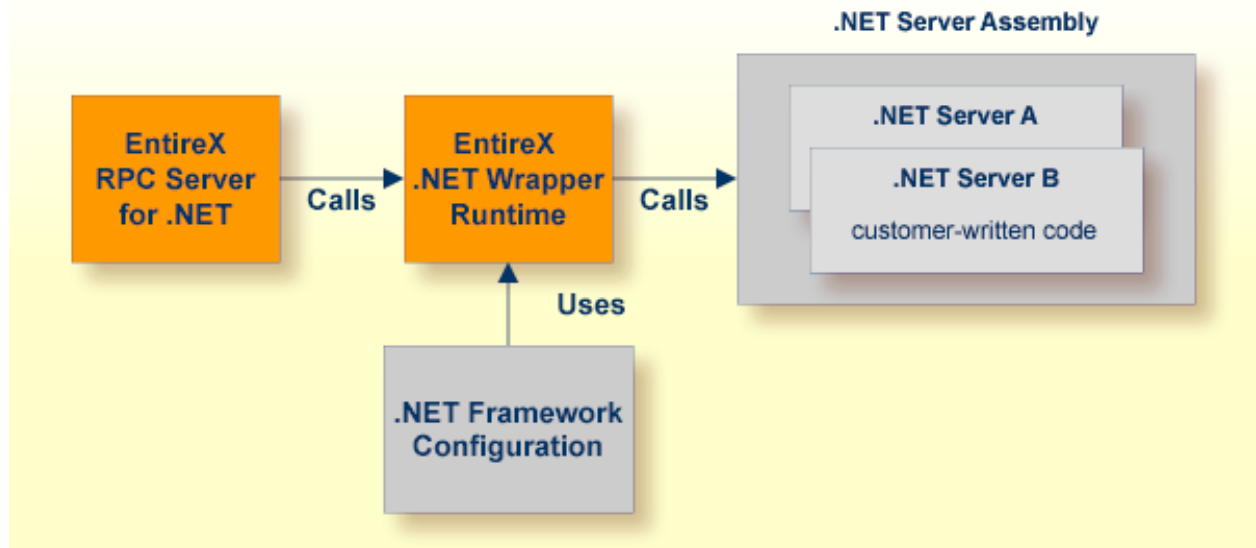 .NET Server Assembly
EntireX
RPC Server
for .NET
Calls
EntireX
.NET Wrapper
Runtime
Calls
.NET Server A
.NET Server B
customer-written code
Uses
.NET Framework
Configuration